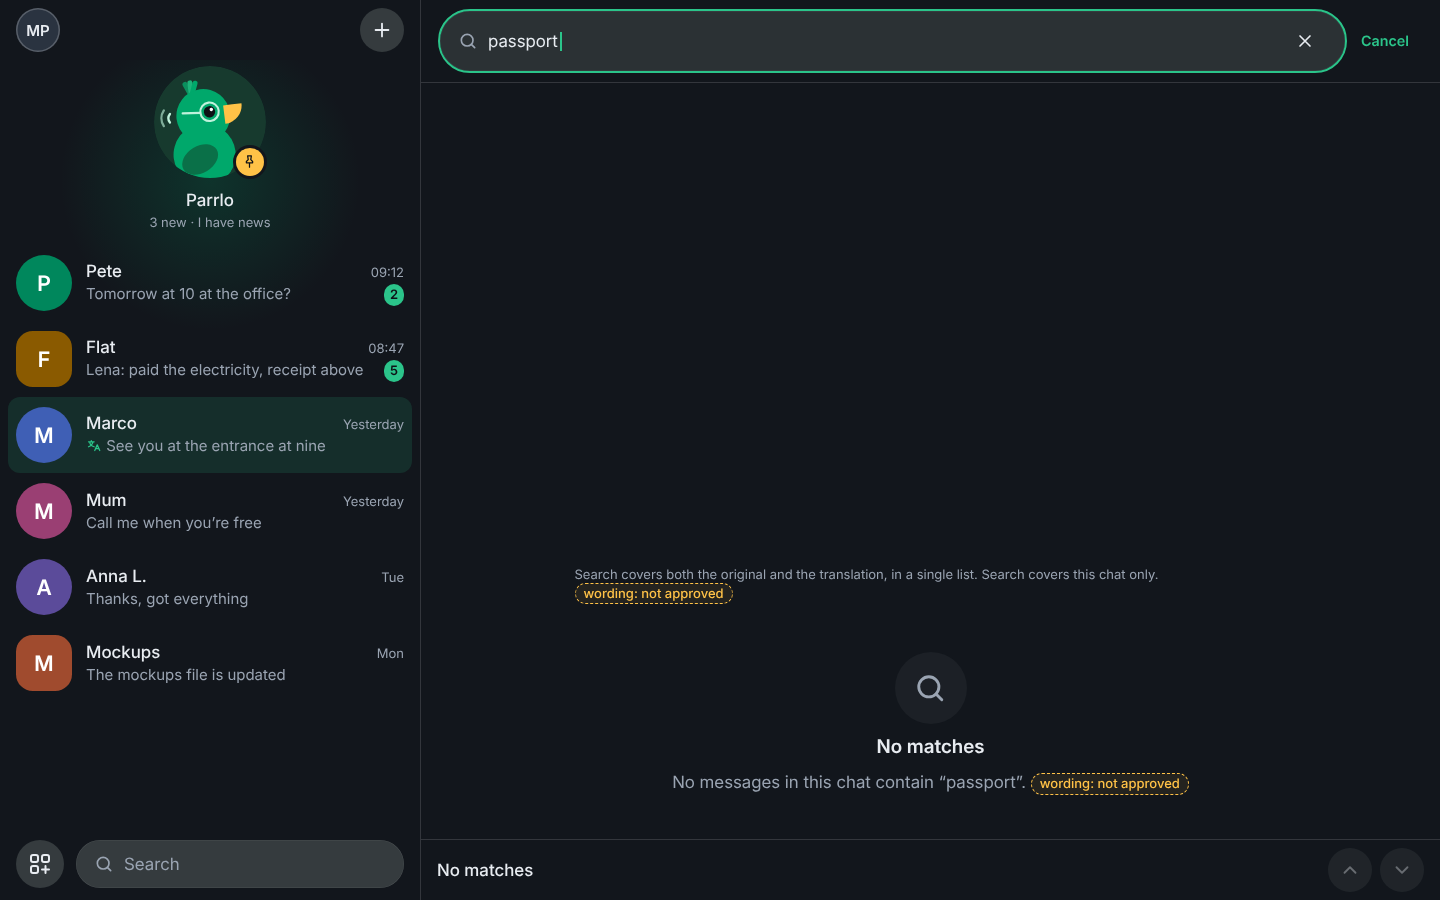 MP
passport
Cancel
Parrlo
3 new · I have news
P
Pete
09:12
Tomorrow at 10 at the office?
2
F
Flat
08:47
Lena: paid the electricity, receipt above
5
M
Marco
Yesterday
See you at the entrance at nine
M
Mum
Yesterday
Call me when you’re free
A
Anna L.
Tue
Thanks, got everything
M
Mockups
Mon
The mockups file is updated
Search
Search covers both the original and the translation, in a single list. Search covers this chat only.
wording: not approved
No matches
No messages in this chat contain “passport”. wording: not approved
No matches